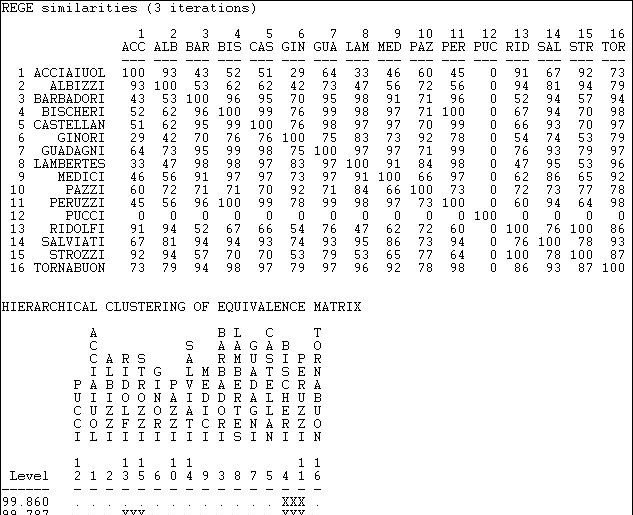 REGE similarities (3 iterations)
1 2 3 4 5 6 7 8 9 10 11 12 13 14 15 16
ACC ALB BAR BIS CAS GIN GUA LAM MED PAZ PER PUC RID SAL STR TOR
--- --- --- --- --- --- --- --- --- --- --- --- --- --- --- ---
1 ACCIAIUOL 100 93 43 52 51 29 64 33 46 60 45 0 91 67 92 73
2 ALBIZZI 93 100 53 62 62 42 73 47 56 72 56 0 94 81 94 79
3 BARBADORI 43 53 100 96 95 70 95 98 91 71 96 0 52 94 57 94
4 BISCHERI 52 62 96 100 99 76 99 98 97 71 100 0 67 94 70 98
5 CASTELLAN 51 62 95 99 100 76 98 97 97 70 99 0 66 93 70 97
6 GINORI 29 42 70 76 76 100 75 83 73 92 78 0 54 74 53 79
7 GUADAGNI 64 73 95 99 98 75 100 97 97 71 99 0 76 93 79 97
8 LAMBERTES 33 47 98 98 97 83 97 100 91 84 98 0 47 95 53 96
9 MEDICI 46 56 91 97 97 73 97 91 100 66 97 0 62 86 65 92
10 PAZZI 60 72 71 71 70 92 71 84 66 100 73 0 72 73 77 78
11 PERUZZI 45 56 96 100 99 78 99 98 97 73 100 0 60 94 64 98
12 PUCCI 0 0 0 0 0 0 0 0 0 0 0 100 0 0 0 0
13 RIDOLFI 91 94 52 67 66 54 76 47 62 72 60 0 100 76 100 86
14 SALVIATI 67 81 94 94 93 74 93 95 86 73 94 0 76 100 78 93
15 STROZZI 92 94 57 70 70 53 79 53 65 77 64 0 100 78 100 87
16 TORNABUON 73 79 94 98 97 79 97 96 92 78 98 0 86 93 87 100
HIERARCHICAL CLUSTERING OF EQUIVALENCE MATRIX
A B L C T
C S A A G A B O
C A R S A R M U S I P R
I L I T G L M B B A T S E N
P A B D R I P V E A E D E C R A
U I I O O N A I D D R A L H U B
C U Z L Z O Z A I O T G L E Z U
C O Z F Z R Z T C R E N A R Z O
I L I I I I I I I I S I N I I N
1 1 1 1 1 1 1
Level 2 1 2 3 5 6 0 4 9 3 8 7 5 4 1 6
------ - - - - - - - - - - - - - - - -
99.860 . . . . . . . . . . . . . XXX .
99.787 . . . XXX . . . . . . . . XXX .